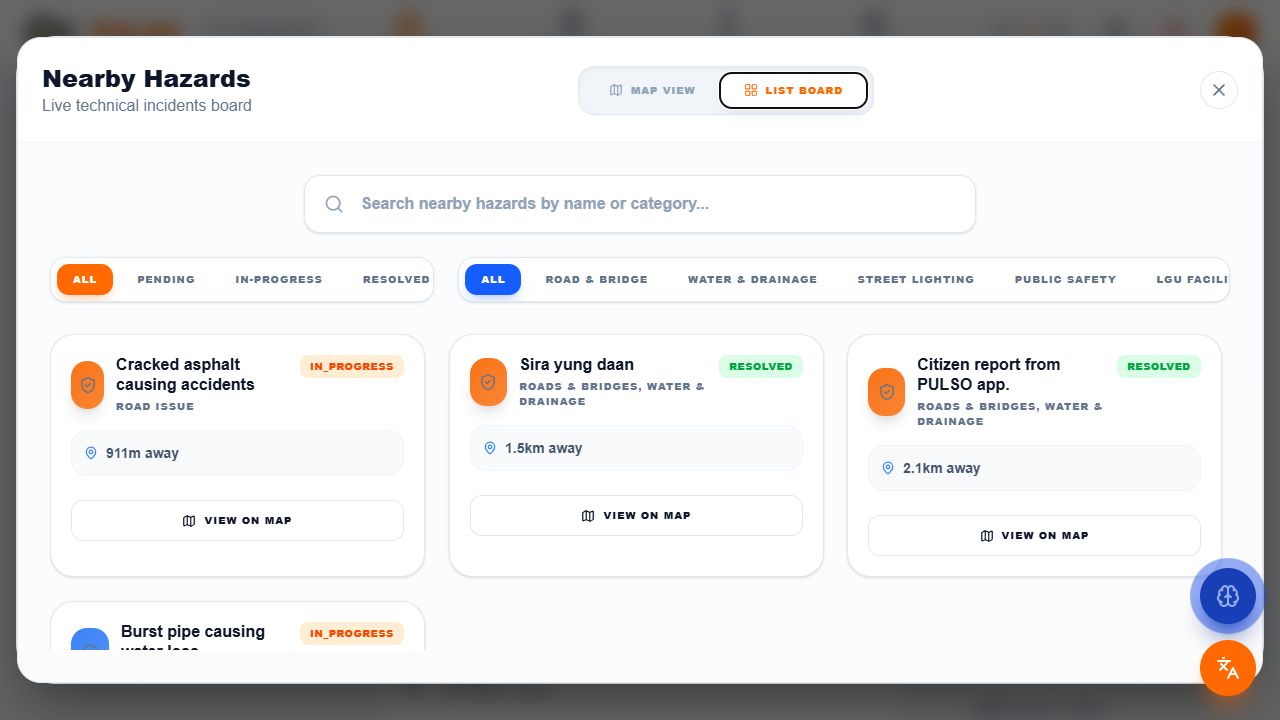 Nearby Hazards
Live technical incidents board
MAP VIEW
LIST BOARD
Search nearby hazards by name or category...
ALL
PENDING
IN-PROGRESS
RESOLVED
ALL
ROAD & BRIDGE
WATER & DRAINAGE
STREET LIGHTING
PUBLIC SAFETY
LGU FACILI
Cracked asphalt
causing accidents
IN_PROGRESS
ROAD ISSUE
911m away
VIEW ON MAP
Sira yung daan
RESOLVED
ROADS & BRIDGES, WATER &
DRAINAGE
1.5km away
VIEW ON MAP
Citizen report from
PULSO app.
RESOLVED
ROADS & BRIDGES, WATER &
DRAINAGE
2.1km away
VIEW ON MAP
Burst pipe causing
water loss
IN_PROGRESS